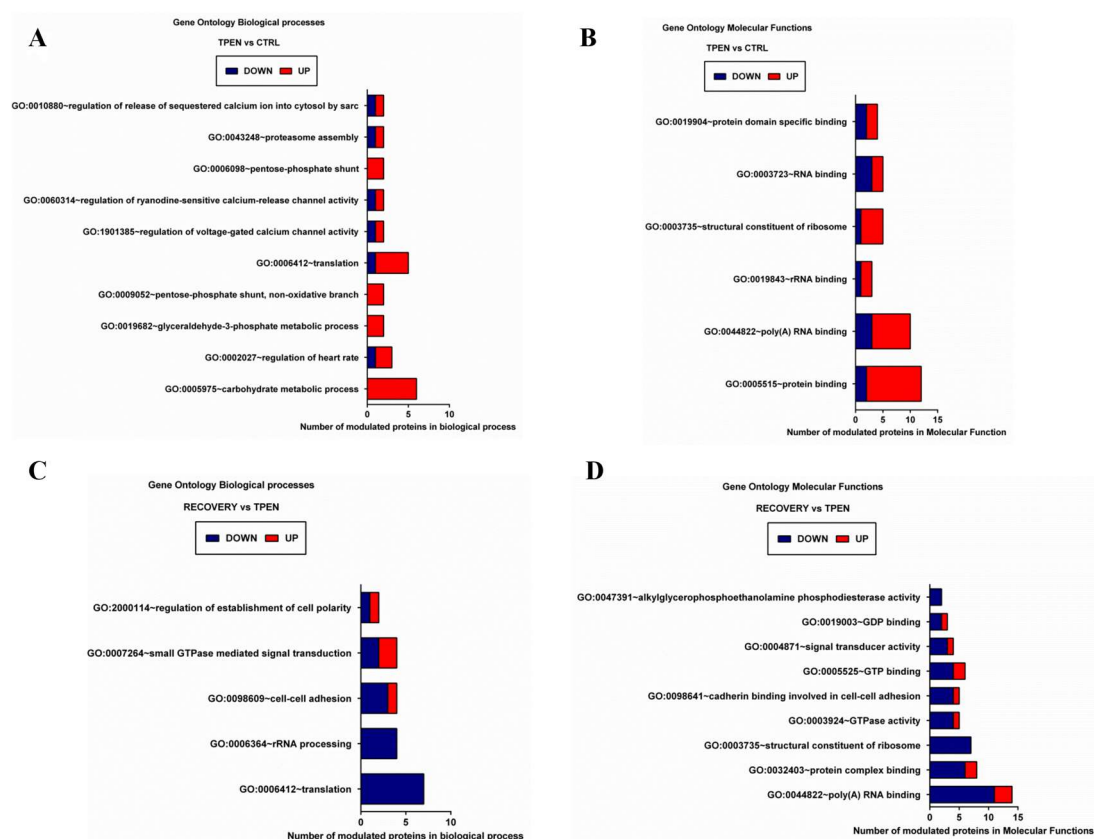 A
Gene Ontology Biological processes
TPEN vs CTRL
DOWN UP
GO:0010880~regulation of release of sequestered calcium ion into cytosol by sarc
GO:0043248~proteasome assembly
GO:0006098~pentose-phosphate shunt
GO:0060314~regulation of ryanodine-sensitive calcium-release channel activity
GO:1901385~regulation of voltage-gated calcium channel activity
GO:0006412~translation
GO:0009052~pentose-phosphate shunt, non-oxidative branch
GO:0019682~glyceraldehyde-3-phosphate metabolic process
GO:0002027~regulation of heart rate
GO:0005975~carbohydrate metabolic process
0 5 10
Number of modulated proteins in biological process
B
Gene Ontology Molecular Functions
TPEN vs CTRL
DOWN UP
GO:0019904~protein domain specific binding
GO:0003723~RNA binding
GO:0003735~structural constituent of ribosome
GO:0019843~rRNA binding
GO:0044822~poly(A) RNA binding
GO:0005515~protein binding
0 5 10 15
Number of modulated proteins in Molecular Function
C
Gene Ontology Biological processes
RECOVERY vs TPEN
DOWN UP
GO:2000114~regulation of establishment of cell polarity
GO:0007264~small GTPase mediated signal transduction
GO:0098609~cell-cell adhesion
GO:0006364~rRNA processing
GO:0006412~translation
0 5 10
Number of modulated proteins in biological process
D
Gene Ontology Molecular Functions
RECOVERY vs TPEN
DOWN UP
GO:0047391~alkylglycerophosphoethanolamine phosphodiesterase activity
GO:0019003~GDP binding
GO:0004871~signal transducer activity
GO:0005525~GTP binding
GO:0098641~cadherin binding involved in cell-cell adhesion
GO:0003924~GTPase activity
GO:0003735~structural constituent of ribosome
GO:0032403~protein complex binding
GO:0044822~poly(A) RNA binding
0 5 10 15
Number of modulated proteins in Molecular Functions